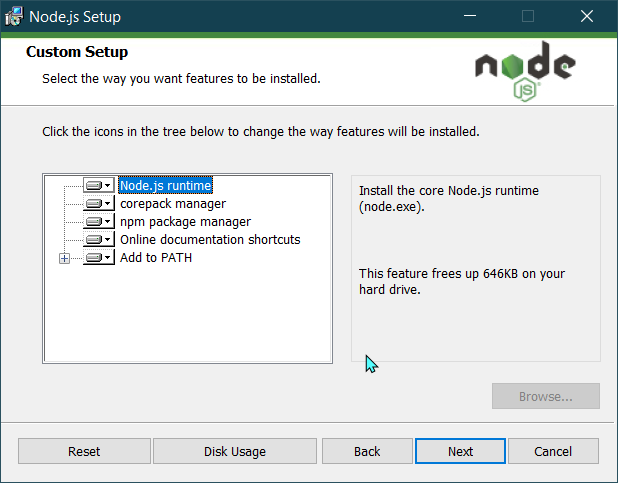 Node.js Setup
Custom Setup
Select the way you want features to be installed.
node
JS
Click the icons in the tree below to change the way features will be installed.
Node.js runtime
corepack manager
npm package manager
Online documentation shortcuts
Add to PATH
Install the core Node.js runtime
(node.exe).
This feature frees up 646KB on your
hard drive.
Browse...
Reset
Disk Usage
Back
Next
Cancel